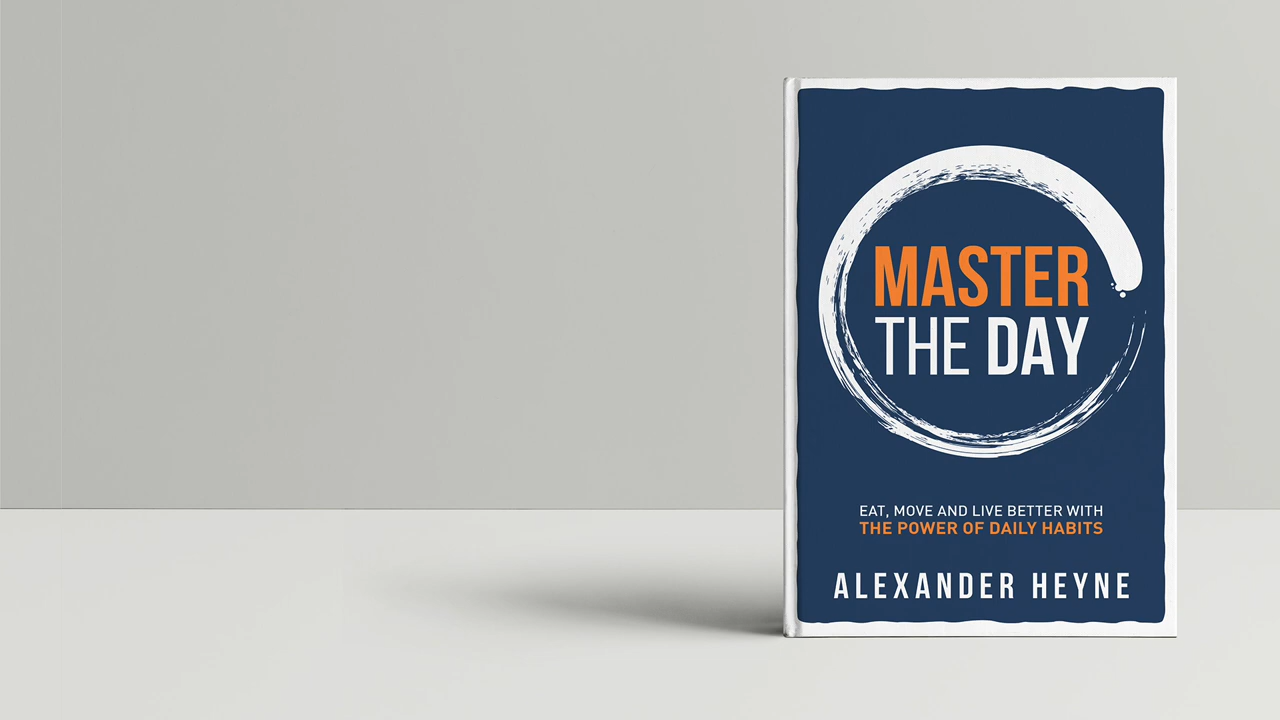 MASTER
THE DAY
EAT, MOVE AND LIVE BETTER WITH
THE POWER OF DAILY HABITS
ALEXANDER HEYNE